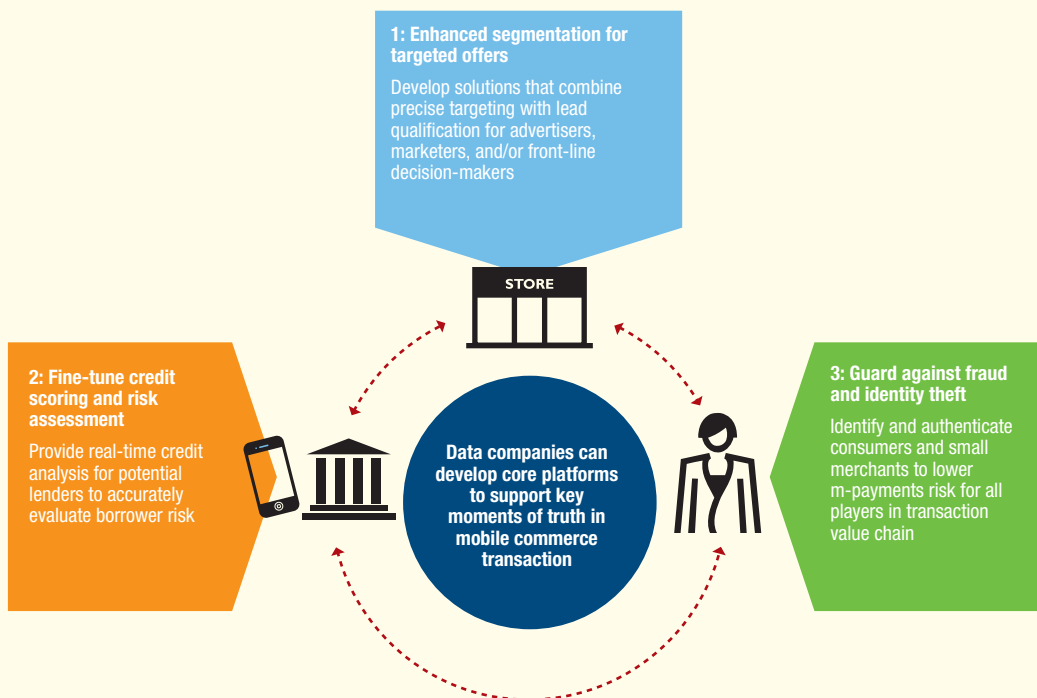 1: Enhanced segmentation for
targeted offers
Develop solutions that combine
precise targeting with lead
qualification for advertisers,
marketers, and/or front-line
decision-makers
STORE
2: Fine-tune credit
scoring and risk
assessment
Provide real-time credit
analysis for potential
lenders to accurately
evaluate borrower risk
Data companies can
develop core platforms
to support key
moments of truth in
mobile commerce
transaction
3: Guard against fraud
and identity theft
Identify and authenticate
consumers and small
merchants to lower
m-payments risk for all
players in transaction
value chain